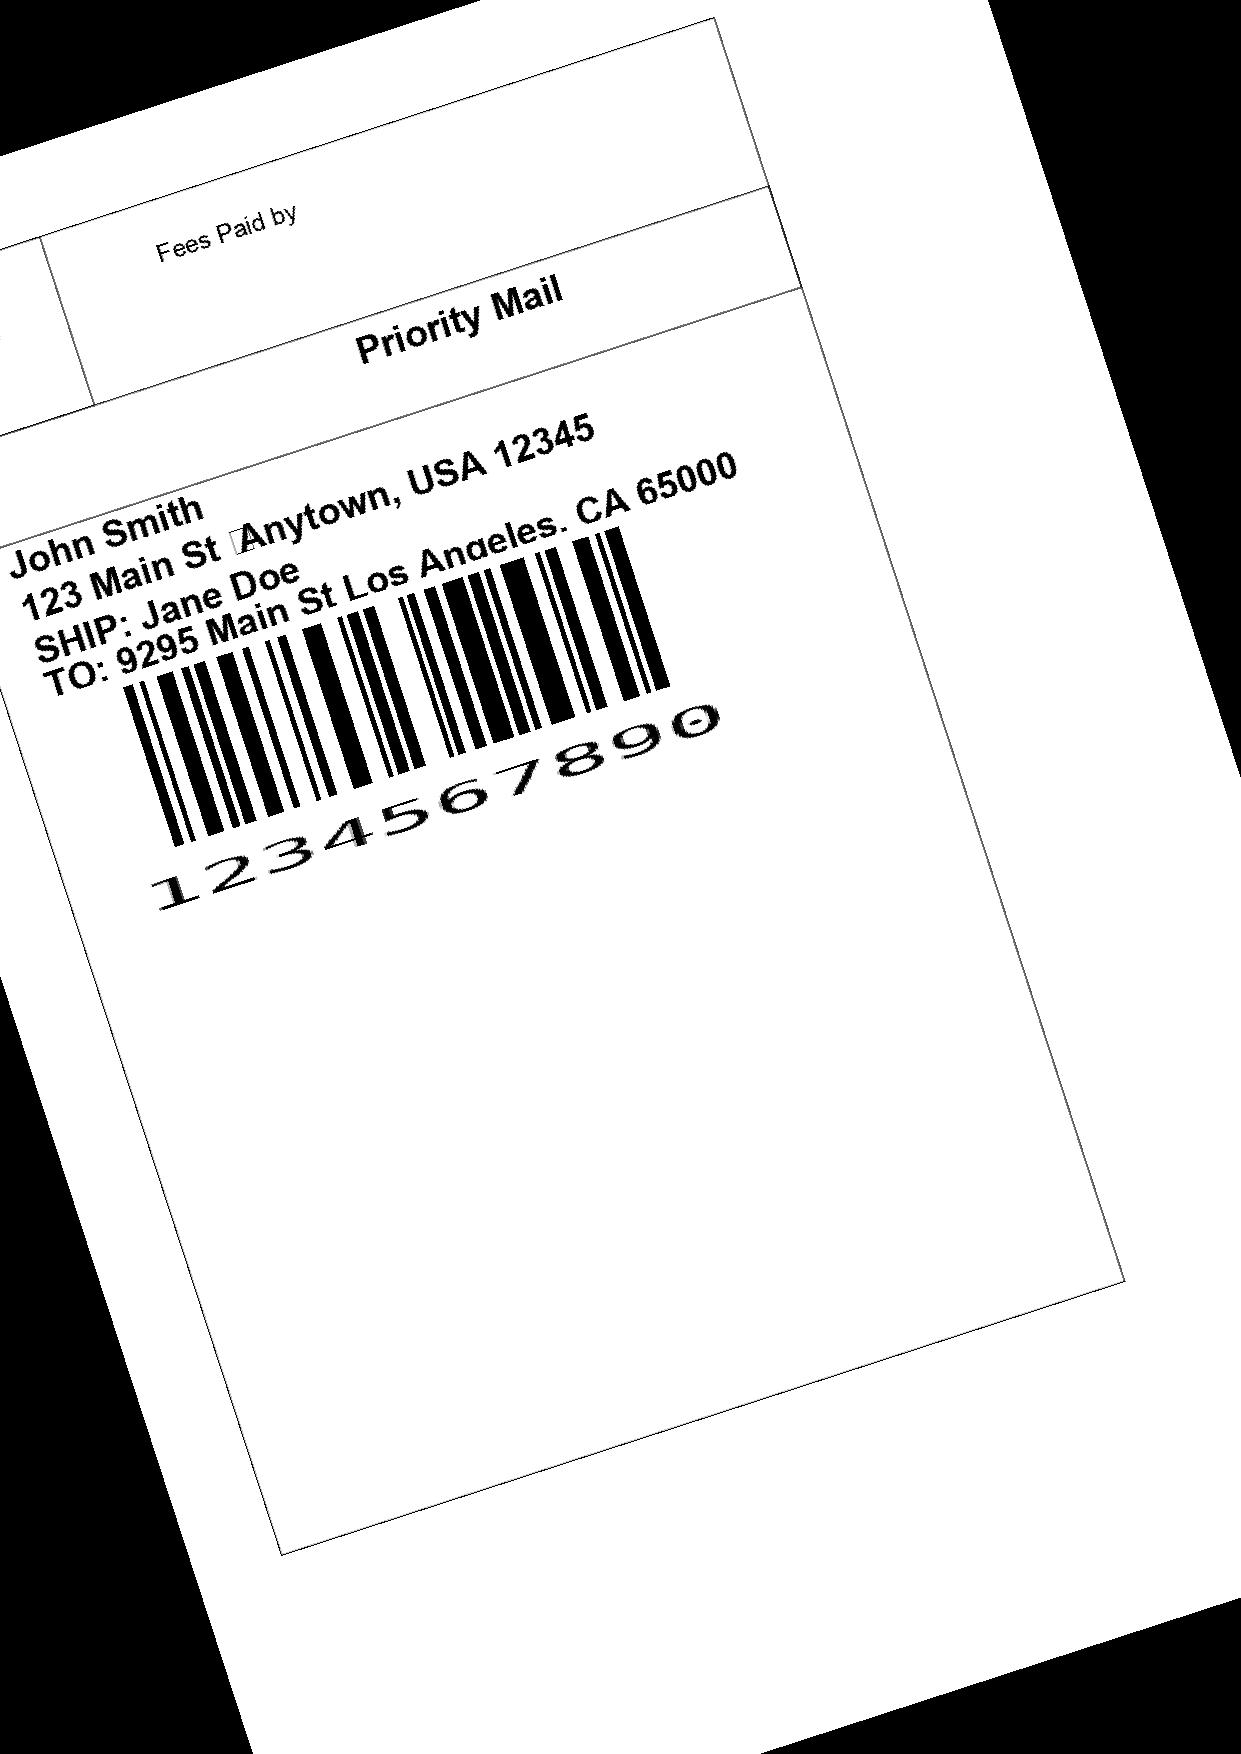 Fees Paid by
Priority Mail
John Smith
123 Main St Anytown, USA 12345
SHIP: Jane Doe
TO: 9295 Main St Los Angeles, CA 65000
1234567890